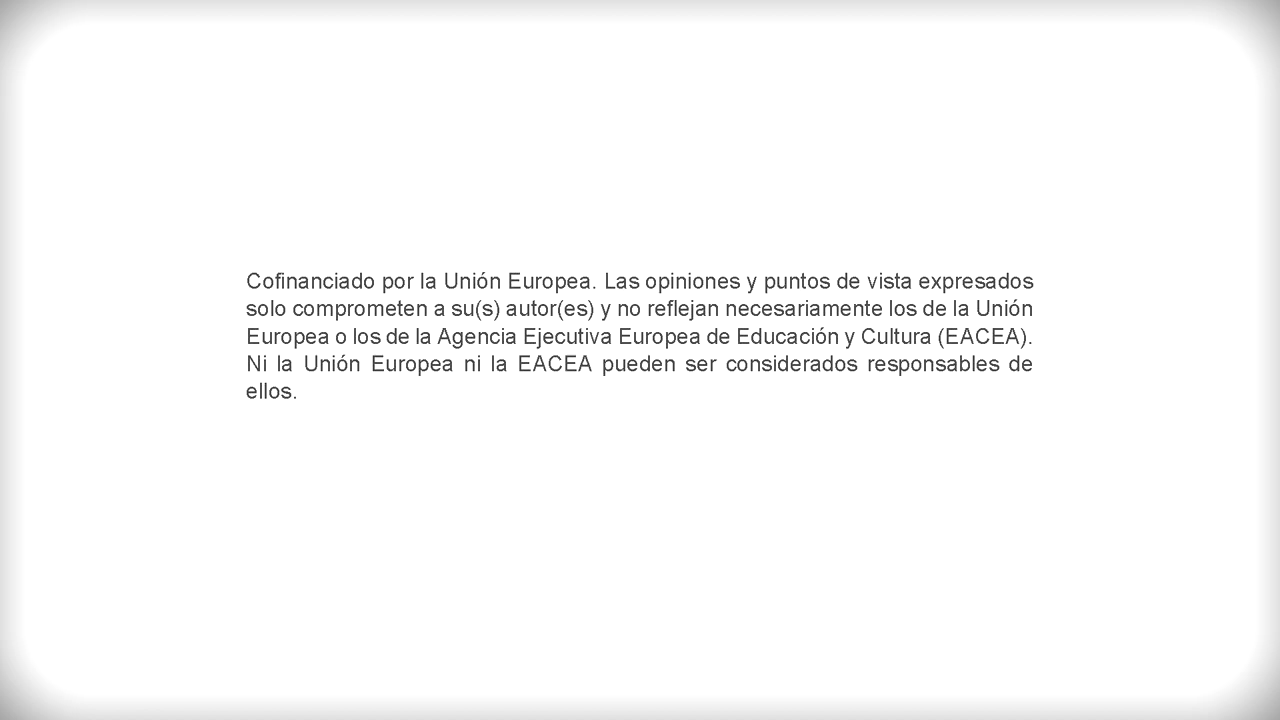 Cofinanciado por la Unión Europea. Las opiniones y puntos de vista expresados
solo comprometen a su(s) autor(es) y no reflejan necesariamente los de la Unión
Europea o los de la Agencia Ejecutiva Europea de Educación y Cultura (EACEA).
Ni la Unión Europea ni la EACEA pueden ser considerados responsables de
ellos.